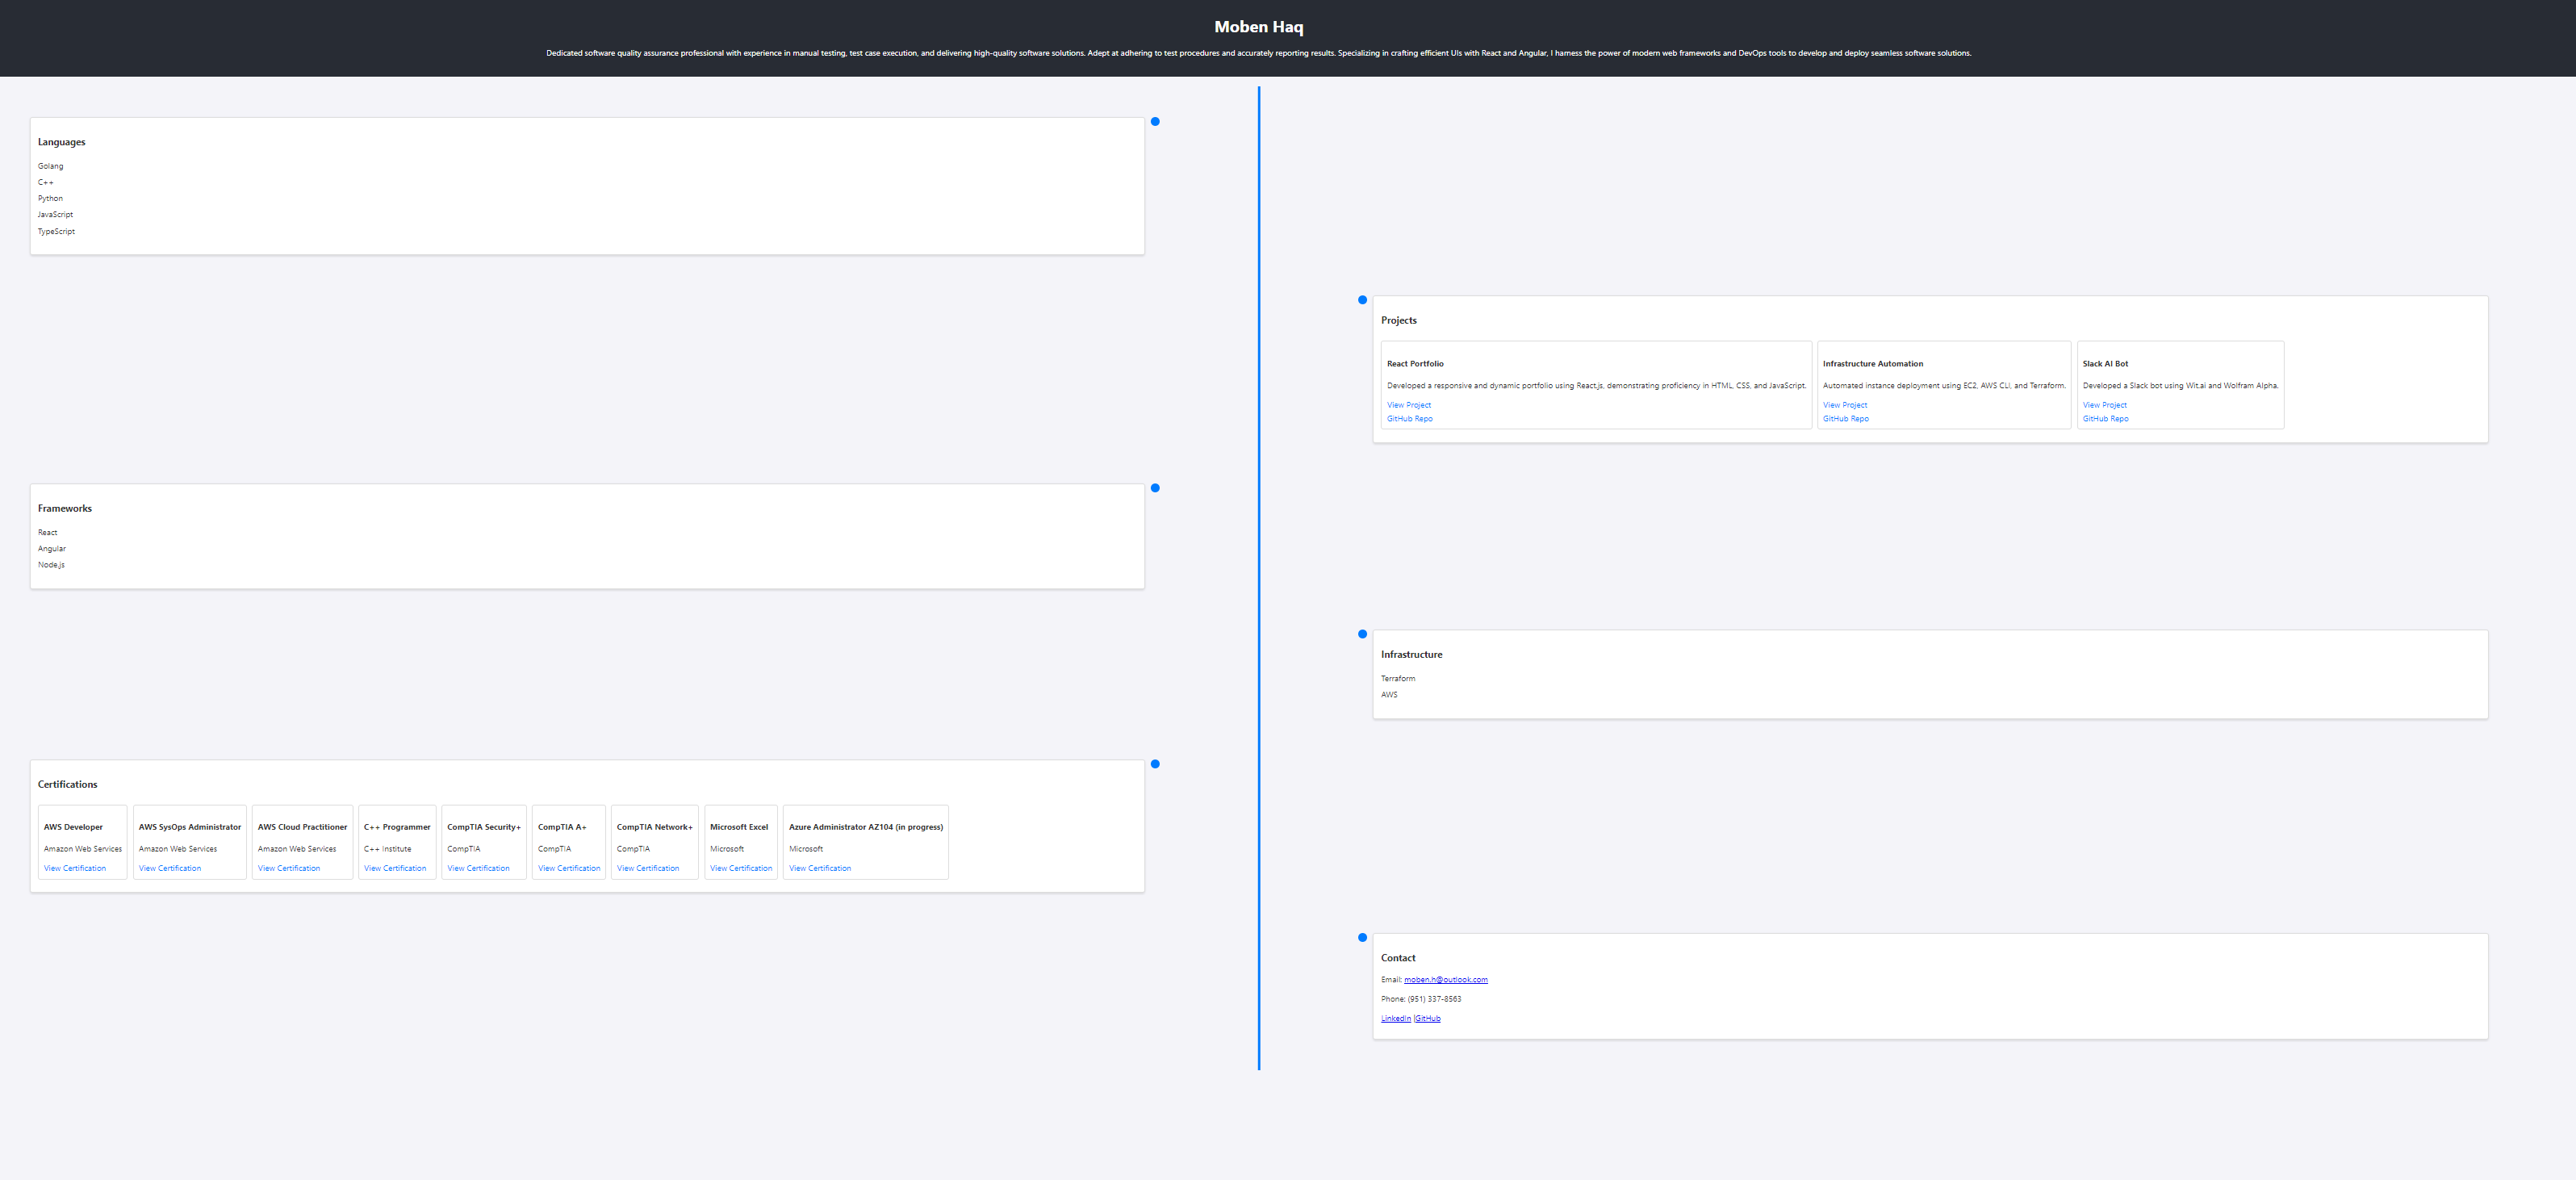 Moben Haq
Dedicated software quality assurance professional with experience in manual testing, test case execution, and delivering high-quality software solutions. Adept at adhering to test procedures and accurately reporting results. Specializing in crafting efficient UIs with React and Angular, I harness the power of modern web frameworks and DevOps tools to develop and deploy seamless software solutions.
Languages
Golang
C++
Python
JavaScript
TypeScript
Projects
React Portfolio
Developed a responsive and dynamic portfolio using React.js, demonstrating proficiency in HTML, CSS, and JavaScript.
View Project
GitHub Repo
Infrastructure Automation
Automated instance deployment using EC2, AWS CLI, and Terraform.
View Project
GitHub Repo
Slack AI Bot
Developed a Slack bot using Wit.ai and Wolfram Alpha.
View Project
GitHub Repo
Frameworks
React
Angular
Node.js
Infrastructure
Terraform
AWS
Certifications
AWS Developer
Amazon Web Services
View Certification
AWS SysOps Administrator
Amazon Web Services
View Certification
AWS Cloud Practitioner
Amazon Web Services
View Certification
C++ Programmer
C++ Institute
View Certification
CompTIA Security+
CompTIA
View Certification
CompTIA A+
CompTIA
View Certification
CompTIA Network+
CompTIA
View Certification
Microsoft Excel
Microsoft
View Certification
Azure Administrator AZ104 (in progress)
Microsoft
View Certification
Contact
Email: moben.h@outlook.com
Phone: (951) 337-8563
LinkedIn |GitHub